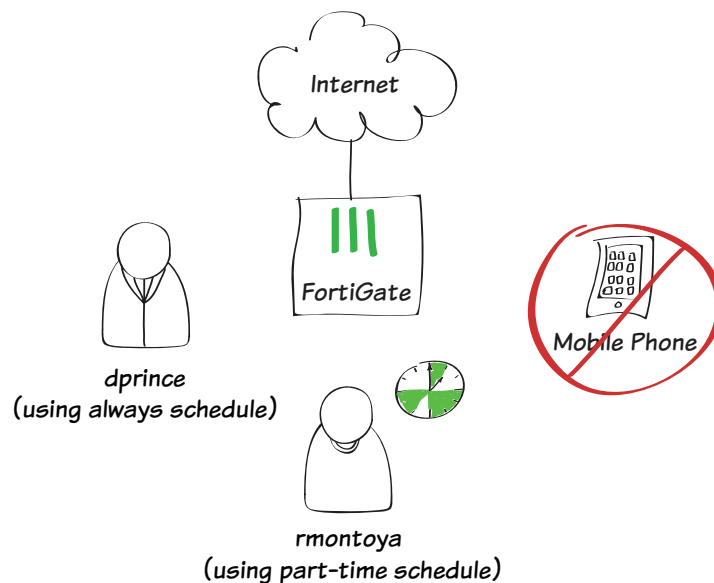 Internet
FortiGate
Mobile Phone
dprince
(using always schedule)
rmontoya
(using part-time schedule)